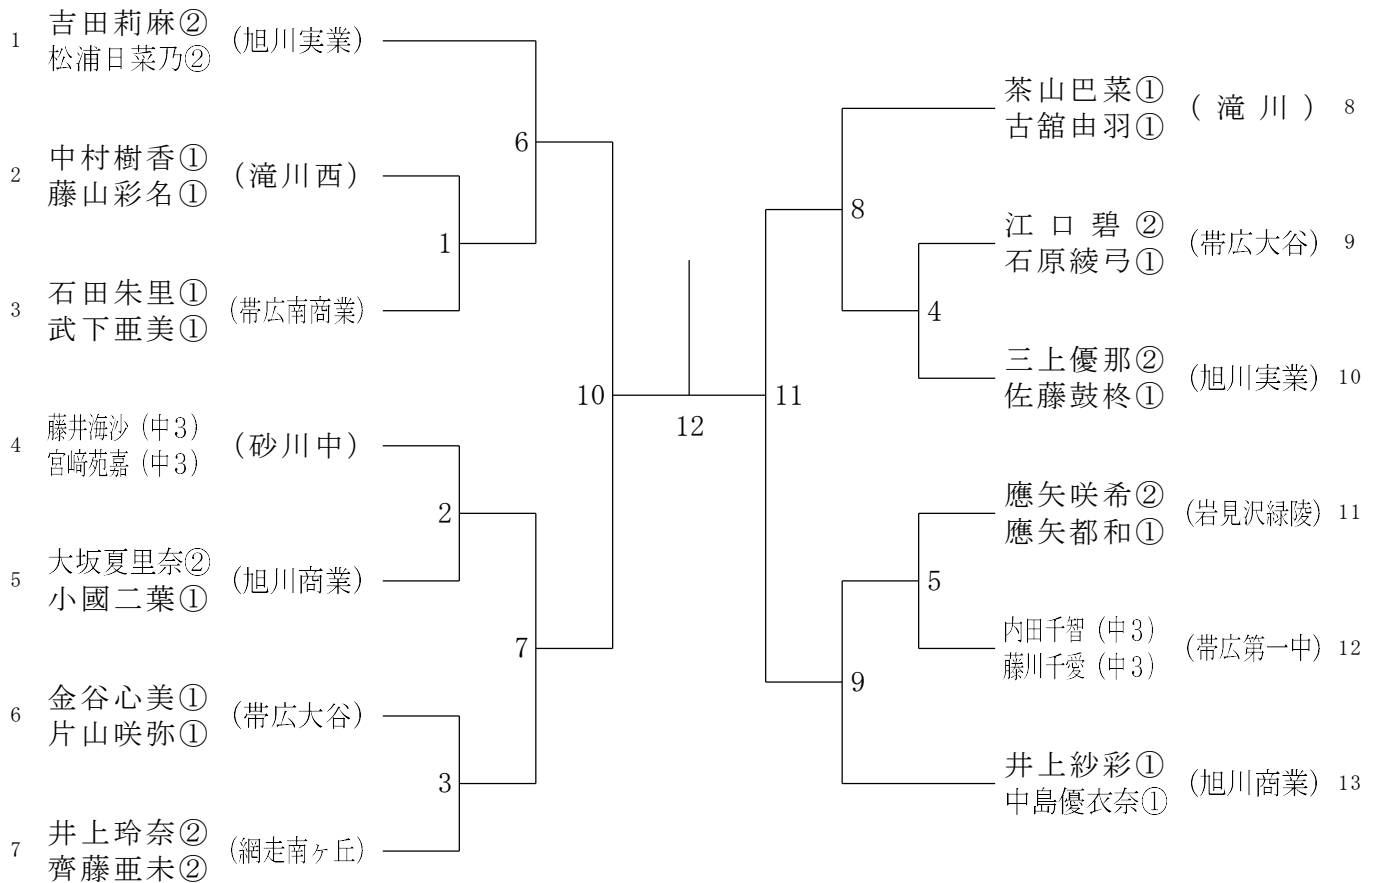 1 吉田莉麻② (旭川実業)
松浦日菜乃②
2 中村樹香① (滝川西)
藤山彩名①
3 石田朱里① (帯広南商業)
武下亜美①
4 藤井海沙(中3) (砂川中)
宮﨑苑嘉(中3)
5 大坂夏里奈② (旭川商業)
小國二葉①
6 金谷心美① (帯広大谷)
片山咲弥①
7 井上玲奈② (網走南ヶ丘)
齊藤亜未②
6
1
2
7
3
10
12
11
8
4
5
9
茶山巴菜① (滝川) 8
古舘由羽①
江口碧② (帯広大谷) 9
石原綾弓①
三上優那② (旭川実業) 10
佐藤鼓柊①
應矢咲希② (岩見沢緑陵) 11
應矢都和①
内田千智(中3) (帯広第一中) 12
藤川千愛(中3)
井上紗彩① (旭川商業) 13
中島優衣奈①